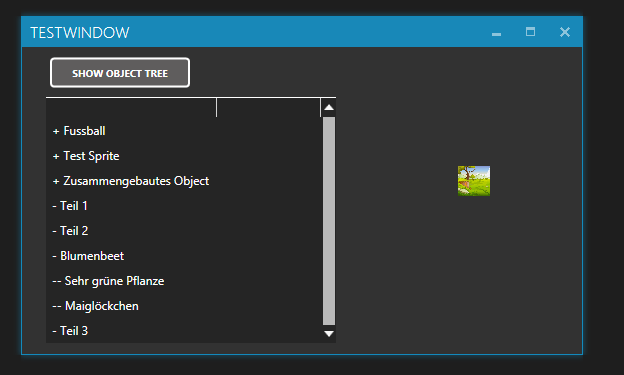 TESTWINDOW
SHOW OBJECT TREE
+ Fussball
+ Test Sprite
+ Zusammengebautes Object
- Teil 1
- Teil 2
- Blumenbeet
-- Sehr grüne Pflanze
-- Maiglöckchen
- Teil 3